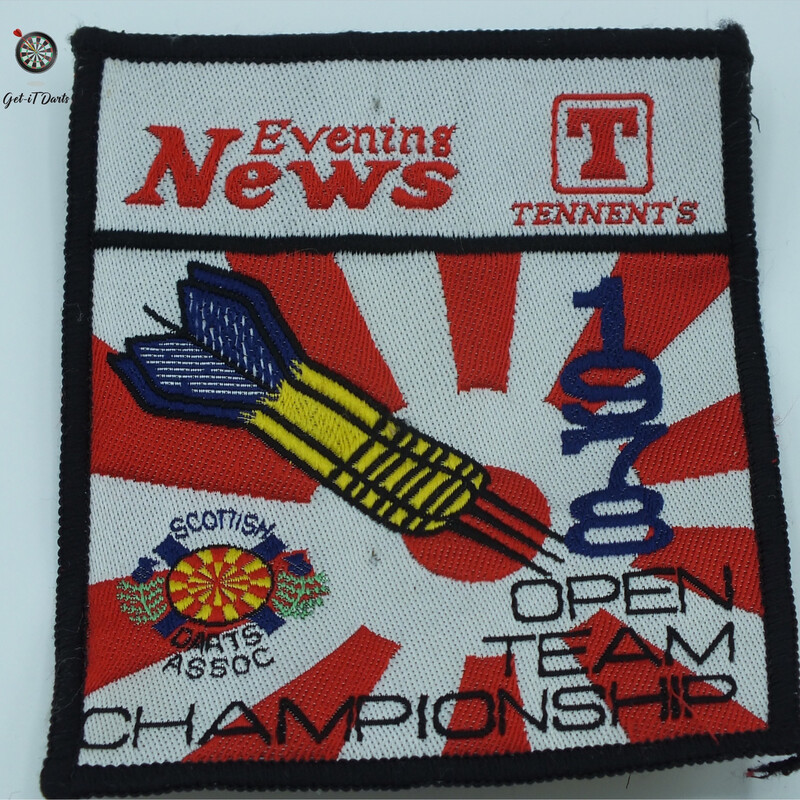 Get-iT Darts
Evening
News
T
TENNENT'S
1978
SCOTTISH
DARTS
ASSOC
OPEN
TEAM
CHAMPIONSHIP